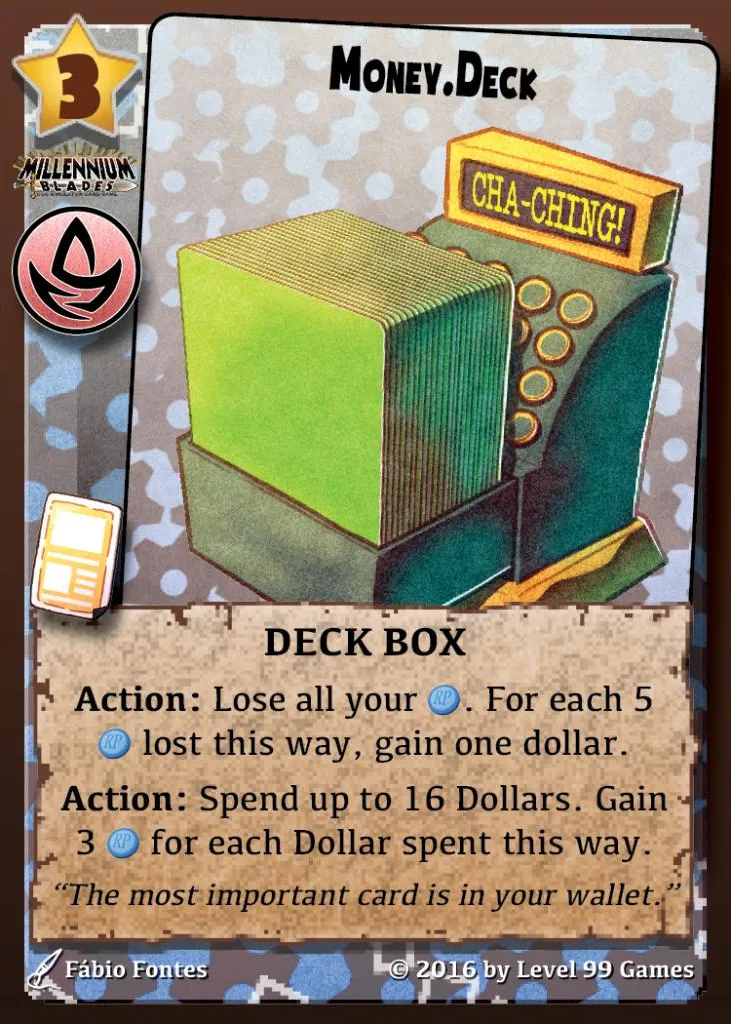 3
Money.Deck
MILLENNIUM
BLADES
CHA-CHING!
DECK BOX
Action: Lose all your RP. For each 5
RP lost this way, gain one dollar.
Action: Spend up to 16 Dollars. Gain
3 RP for each Dollar spent this way.
“The most important card is in your wallet.”
Fábio Fontes
© 2016 by Level 99 Games